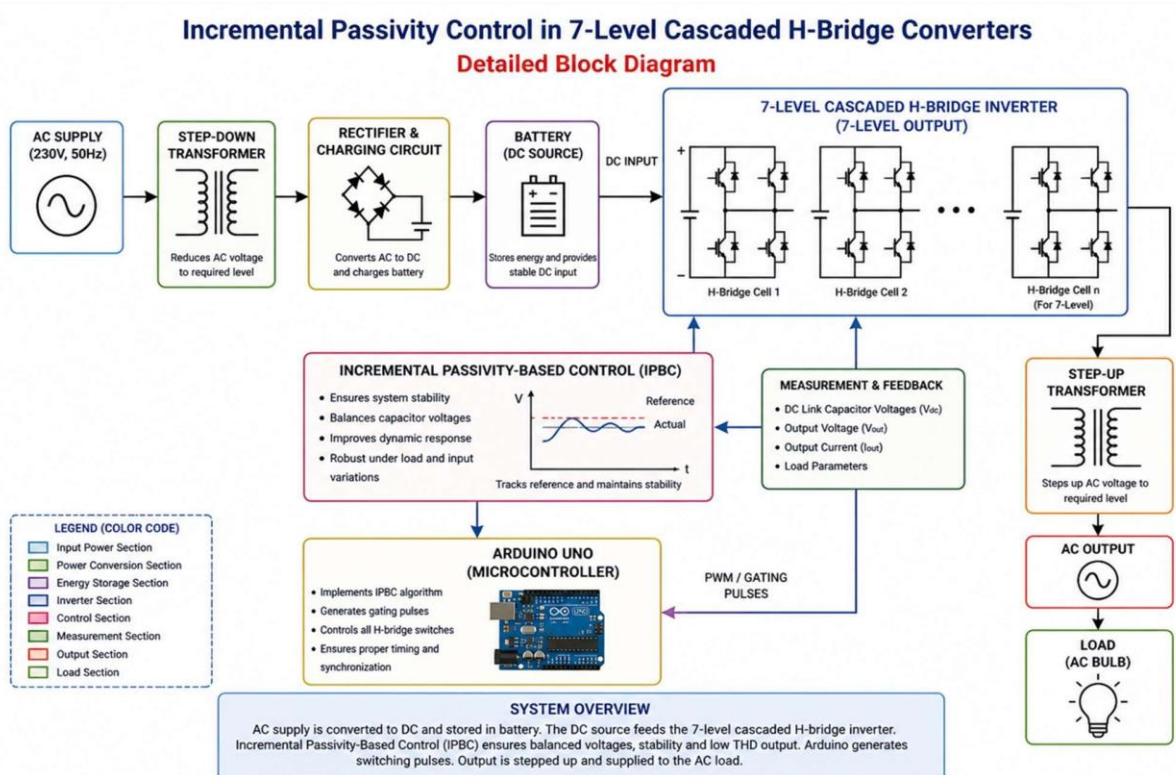 Incremental Passivity Control in 7-Level Cascaded H-Bridge Converters
Detailed Block Diagram
AC SUPPLY
(230V, 50Hz)
STEP-DOWN
TRANSFORMER
Reduces AC voltage
to required level
RECTIFIER &
CHARGING CIRCUIT
Converts AC to DC
and charges battery
BATTERY
(DC SOURCE)
Stores energy and provides
stable DC input
DC INPUT
7-LEVEL CASCADED H-BRIDGE INVERTER
(7-LEVEL OUTPUT)
+
−
H-Bridge Cell 1
H-Bridge Cell 2
H-Bridge Cell n
(For 7-Level)
INCREMENTAL PASSIVITY-BASED CONTROL (IPBC)
• Ensures system stability
• Balances capacitor voltages
• Improves dynamic response
• Robust under load and input
variations
V
Reference
Actual
t
Tracks reference and maintains stability
MEASUREMENT & FEEDBACK
• DC Link Capacitor Voltages (Vdc)
• Output Voltage (Vout)
• Output Current (Iout)
• Load Parameters
STEP-UP
TRANSFORMER
Steps up AC voltage to
required level
LEGEND (COLOR CODE)
Input Power Section
Power Conversion Section
Energy Storage Section
Inverter Section
Control Section
Measurement Section
Output Section
Load Section
ARDUINO UNO
(MICROCONTROLLER)
• Implements IPBC algorithm
• Generates gating pulses
• Controls all H-bridge switches
• Ensures proper timing and
synchronization
UNO
PWM / GATING
PULSES
AC OUTPUT
LOAD
(AC BULB)
SYSTEM OVERVIEW
AC supply is converted to DC and stored in battery. The DC source feeds the 7-level cascaded H-bridge inverter.
Incremental Passivity-Based Control (IPBC) ensures balanced voltages, stability and low THD output. Arduino generates
switching pulses. Output is stepped up and supplied to the AC load.